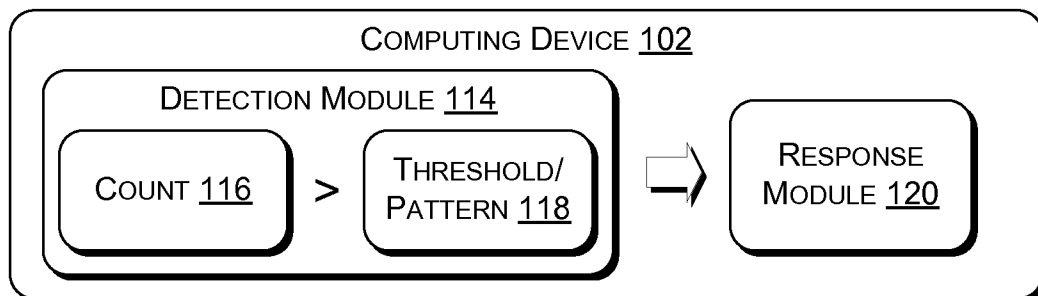 COMPUTING DEVICE 102
DETECTION MODULE 114
COUNT 116
>
THRESHOLD/
PATTERN 118
RESPONSE
MODULE 120